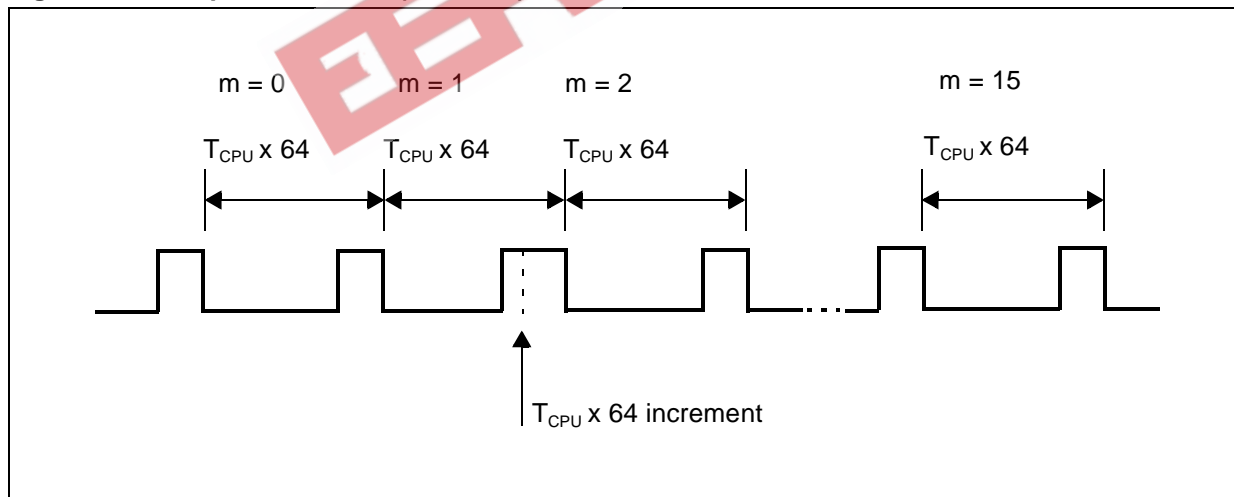 m = 0 m = 1 m = 2 m = 15
T_CPU x 64 T_CPU x 64 T_CPU x 64 T_CPU x 64
T_CPU x 64 increment